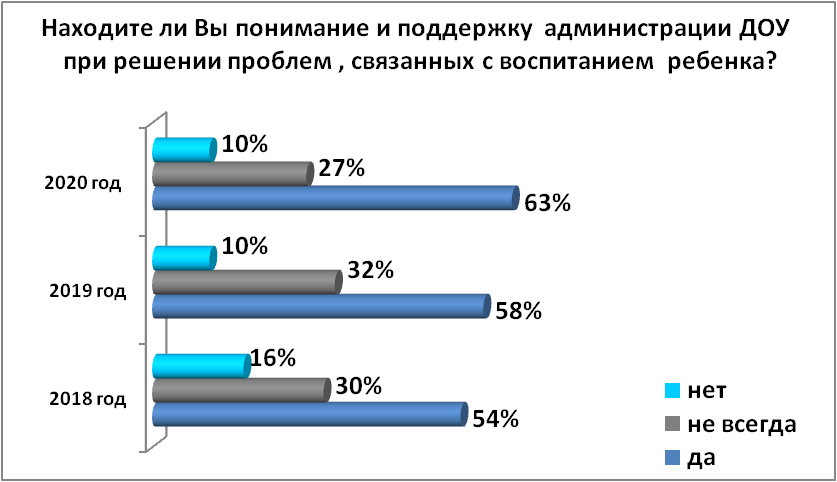 Находите ли Вы понимание и поддержку администрации ДОУ
при решении проблем , связанных с воспитанием ребенка?
10%
27%
2020 год
63%
10%
32%
2019 год
58%
16%
30%
2018 год
54%
нет
не всегда
да